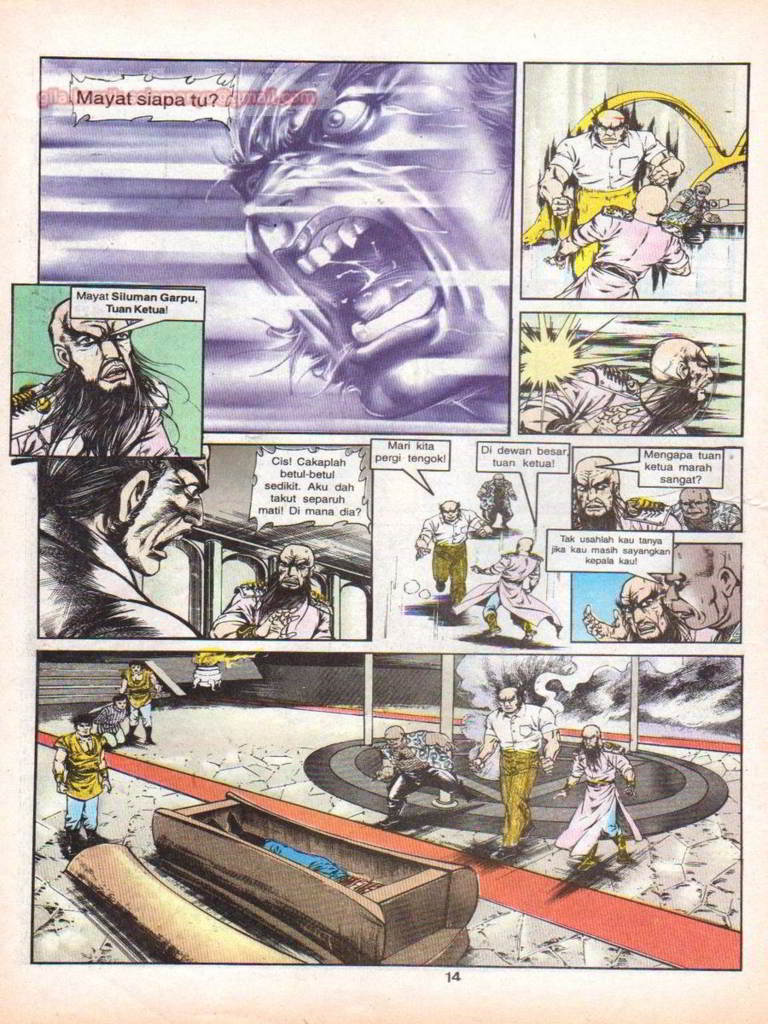 Mayat siapa tu?
Mayat Siluman Garpu,
Tuan Ketua!
Cis! Cakaplah
betul-betul
sedikit. Aku dah
takut separuh
mati! Di mana dia?
Mari kita
pergi tengok!
Di dewan besar,
tuan ketua!
Mengapa tuan
ketua marah
sangat?
Tak usahlah kau tanya
jika kau masih sayangkan
kepala kau!
14